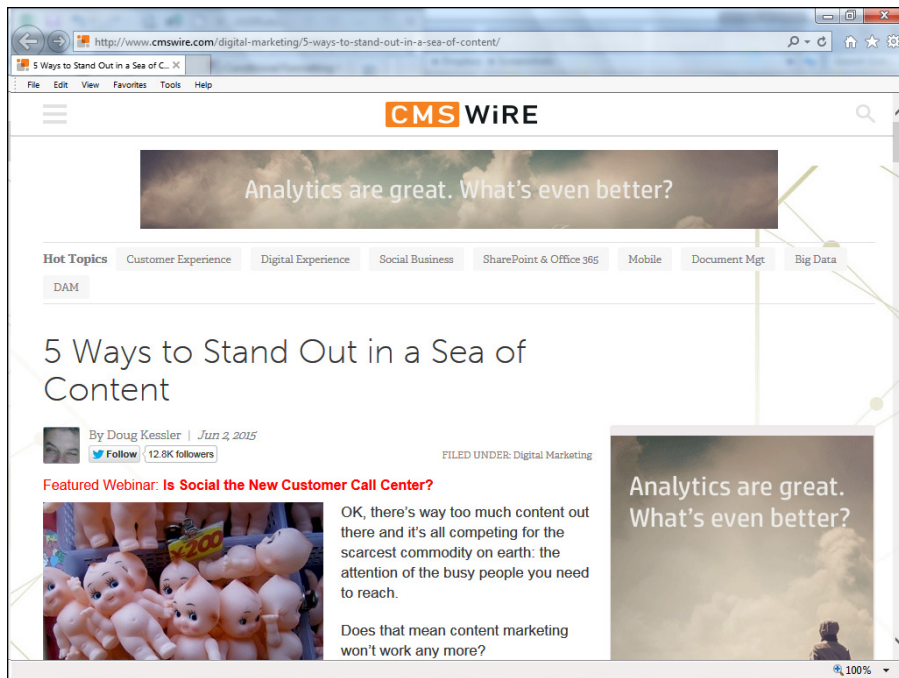 http://www.cmswire.com/digital-marketing/5-ways-to-stand-out-in-a-sea-of-content/
5 Ways to Stand Out in a Sea of C...
File Edit View Favorites Tools Help
CMS WiRE
Analytics are great. What's even better?
Hot Topics Customer Experience Digital Experience Social Business SharePoint & Office 365 Mobile Document Mgt Big Data
DAM
5 Ways to Stand Out in a Sea of
Content
By Doug Kessler | Jun 2, 2015
Follow 12.8K followers
FILED UNDER: Digital Marketing
Featured Webinar: Is Social the New Customer Call Center?
¥200
OK, there's way too much content out
there and it's all competing for the
scarcest commodity on earth: the
attention of the busy people you need
to reach.
Does that mean content marketing
won't work any more?
Analytics are great.
What's even better?
100%